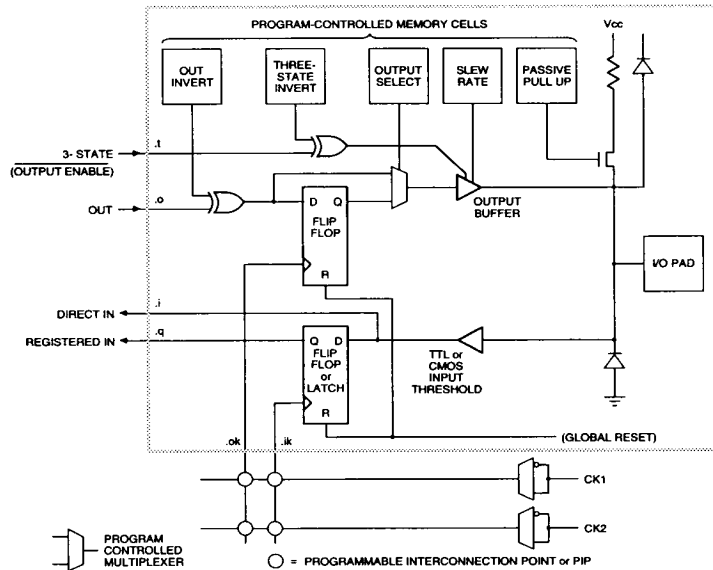 PROGRAM-CONTROLLED MEMORY CELLS
Vcc
OUT
INVERT
THREE-
STATE
INVERT
OUTPUT
SELECT
SLEW
RATE
PASSIVE
PULL UP
3- STATE
(OUTPUT ENABLE)
.t
OUT
.o
D Q
FLIP
FLOP
R
OUTPUT
BUFFER
I/O PAD
DIRECT IN
.i
REGISTERED IN
.q
Q D
FLIP
FLOP
or
LATCH
R
TTL or
CMOS
INPUT
THRESHOLD
.ok
.ik
(GLOBAL RESET)
CK1
CK2
PROGRAM
CONTROLLED
MULTIPLEXER
= PROGRAMMABLE INTERCONNECTION POINT or PIP